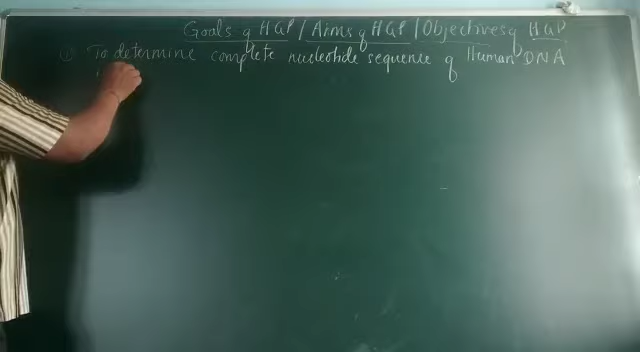 Goals of HGP / Aims of HGP / Objectives of HGP
① To determine complete nucleotide sequence of Human DNA